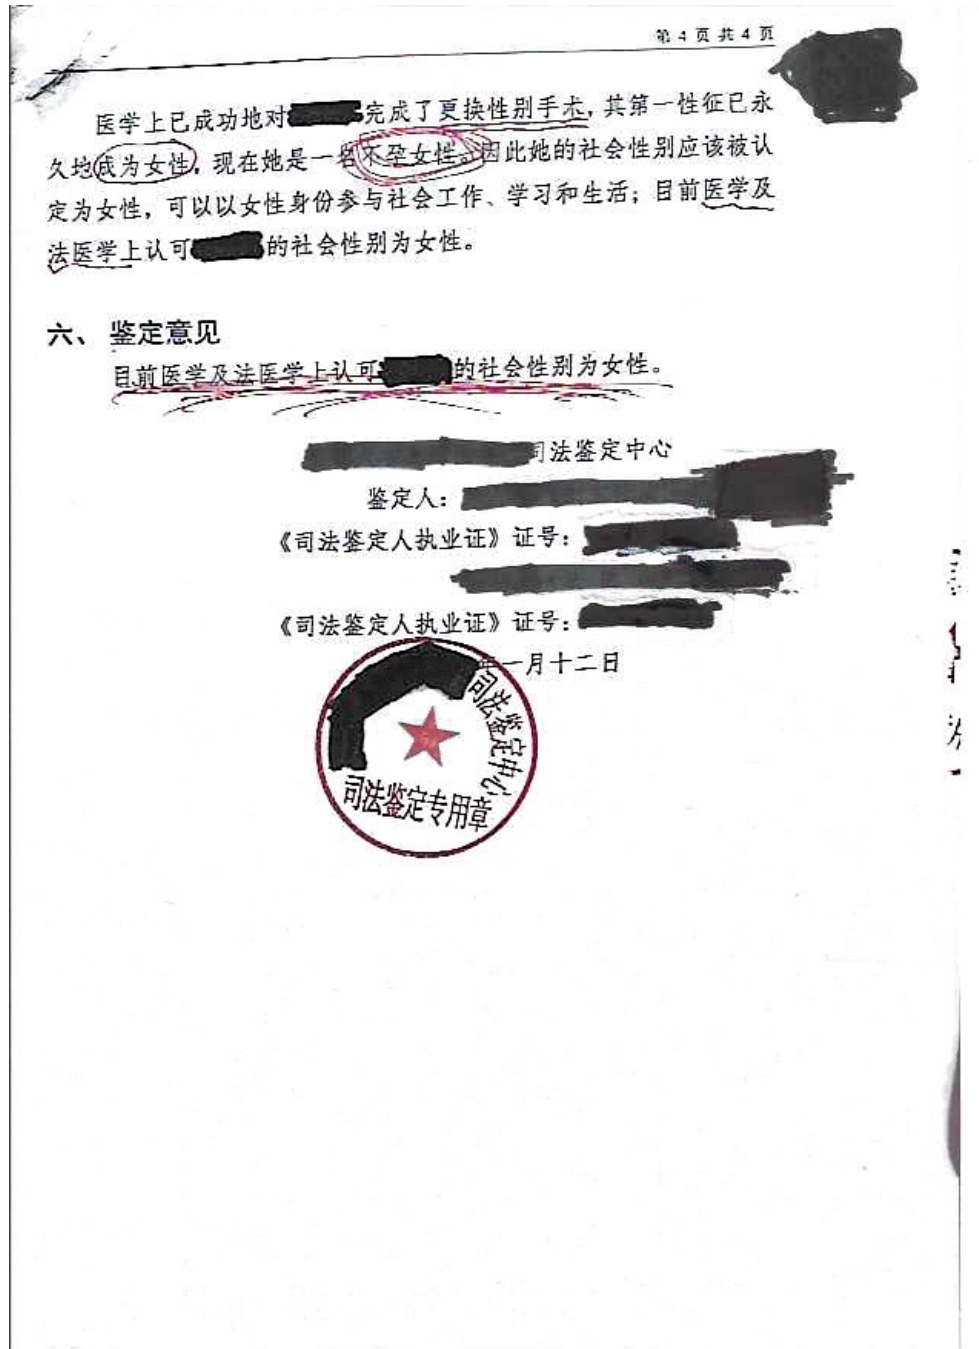 第 4 页 共 4 页
医学上已成功地对
完成了更换性别手术，其第一性征已永
久地成为女性，现在她是一名不孕女性。因此她的社会性别应该被认
定为女性，可以以女性身份参与社会工作、学习和生活；目前医学及
法医学上认可
的社会性别为女性。
六、 鉴定意见
目前医学及法医学上认可
的社会性别为女性。
司法鉴定中心
鉴定人：
《司法鉴定人执业证》证号：
《司法鉴定人执业证》证号：
年一月十二日
司法鉴定中心
司法鉴定专用章